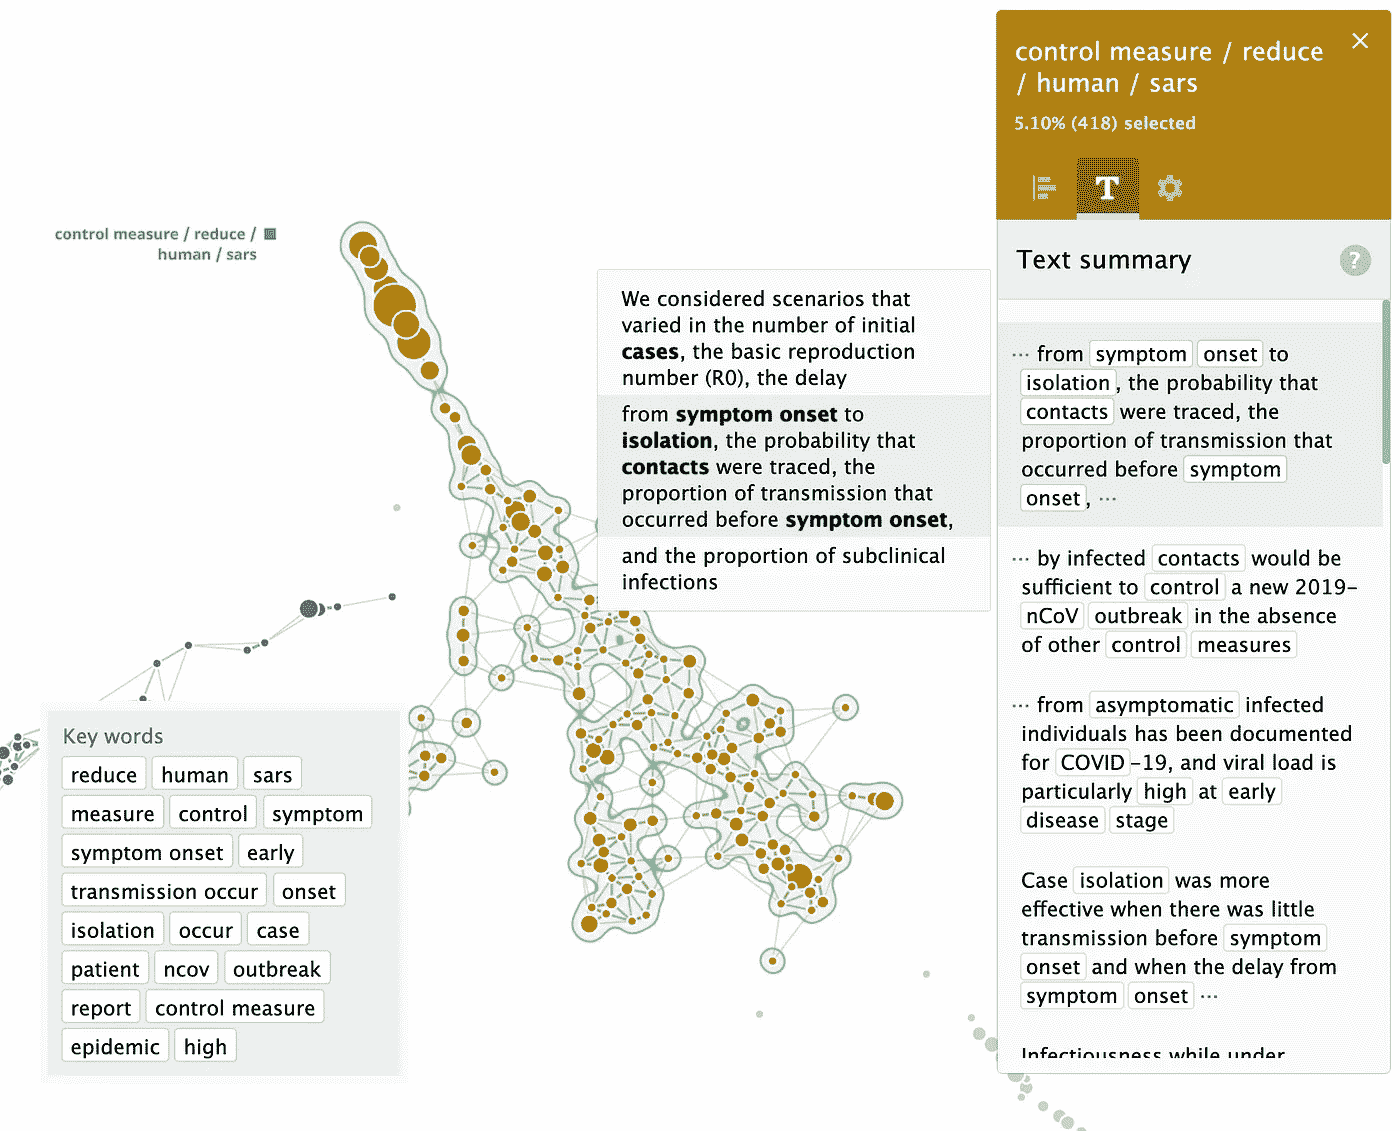 control measure / reduce
/ human / sars
5.10% (418) selected
T
Text summary
?
··· from symptom onset to
isolation, the probability that
contacts were traced, the
proportion of transmission that
occurred before symptom
onset, ···
··· by infected contacts would be
sufficient to control a new 2019-
nCoV outbreak in the absence
of other control measures
··· from asymptomatic infected
individuals has been documented
for COVID-19, and viral load is
particularly high at early
disease stage
Case isolation was more
effective when there was little
transmission before symptom
onset and when the delay from
symptom onset ···
Infectiousness while under
control measure / reduce /
human / sars
We considered scenarios that
varied in the number of initial
cases, the basic reproduction
number (R0), the delay
from symptom onset to
isolation, the probability that
contacts were traced, the
proportion of transmission that
occurred before symptom onset,
and the proportion of subclinical
infections
Key words
reduce human sars
measure control symptom
symptom onset early
transmission occur onset
isolation occur case
patient ncov outbreak
report control measure
epidemic high